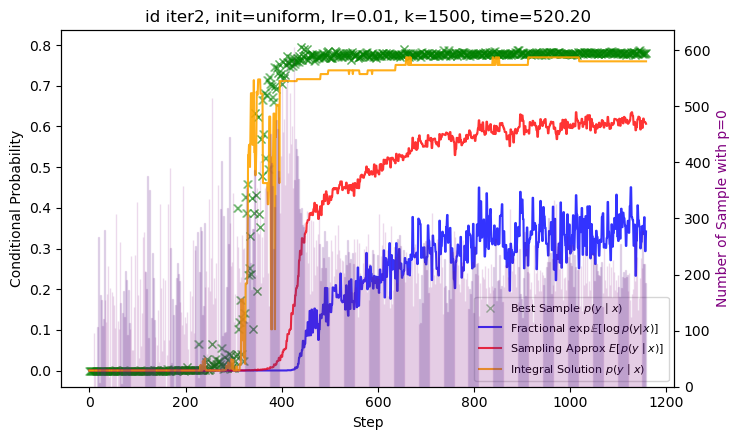 id iter2, init=uniform, lr=0.01, k=1500, time=520.20
Conditional Probability
0.8
0.7
0.6
0.5
0.4
0.3
0.2
0.1
0.0
600
500
400
300
200
100
0
Number of Sample with p=0
Best Sample p(y | x)
Fractional exp 𝔼[log p(y|x)]
Sampling Approx E[p(y | x)]
Integral Solution p(y | x)
0
200
400
600
800
1000
1200
Step